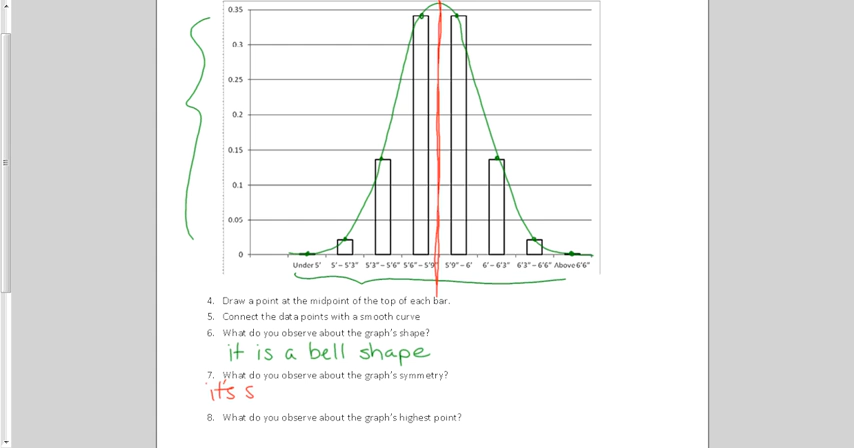 0.35
0.3
0.25
0.2
0.15
0.1
0.05
0
Under 5' 5' – 5'3" 5'3" – 5'6" 5'6" – 5'9" 5'9" – 6' 6' – 6'3" 6'3" – 6'6" Above 6'6"
4. Draw a point at the midpoint of the top of each bar.
5. Connect the data points with a smooth curve
6. What do you observe about the graph's shape?
it is a bell shape
7. What do you observe about the graph's symmetry?
it's s
8. What do you observe about the graph's highest point?